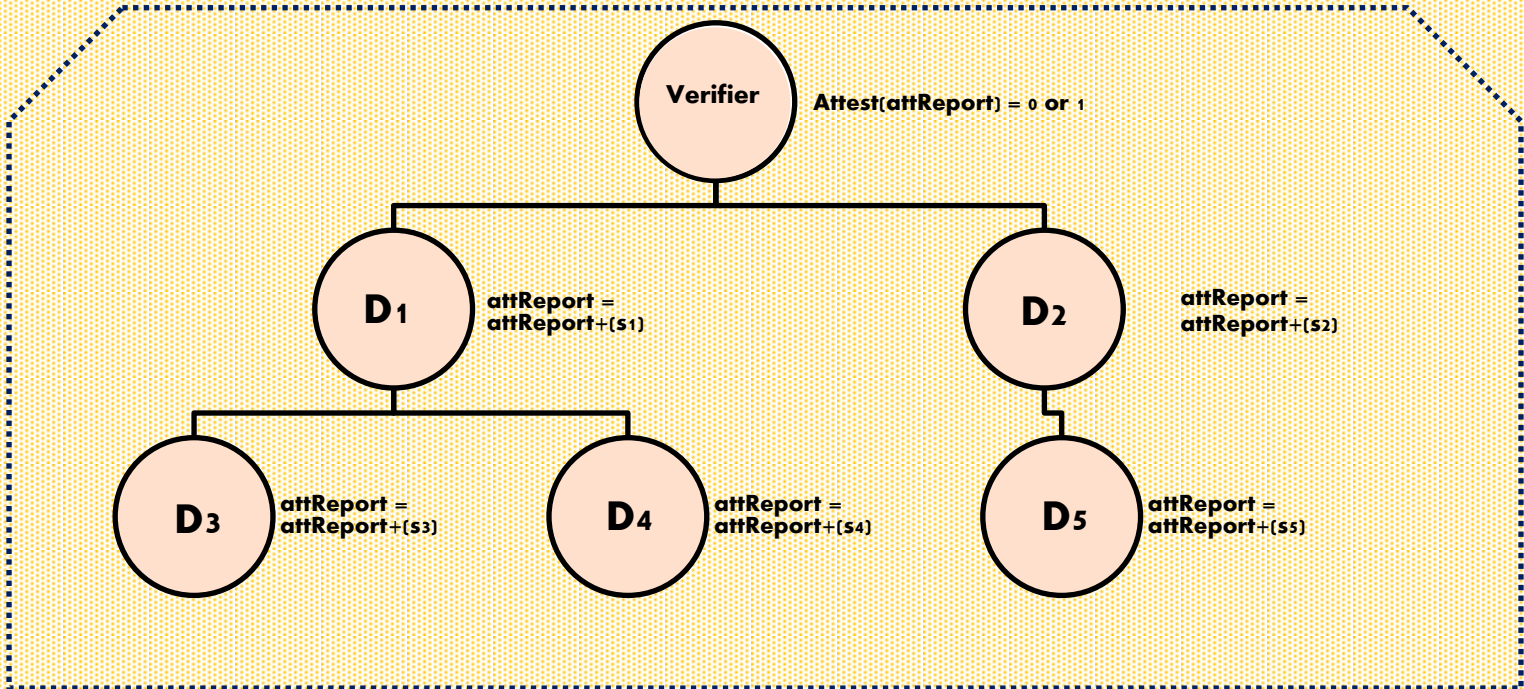 Verifier
Attest(attReport) = 0 or 1
D1
attReport =
attReport+(s1)
D2
attReport =
attReport+(s2)
D3
attReport =
attReport+(s3)
D4
attReport =
attReport+(s4)
D5
attReport =
attReport+(s5)